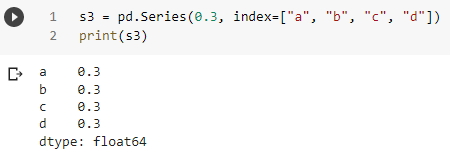 1 s3 = pd.Series(0.3, index=["a", "b", "c", "d"])
2 print(s3)
a    0.3
b    0.3
c    0.3
d    0.3
dtype: float64